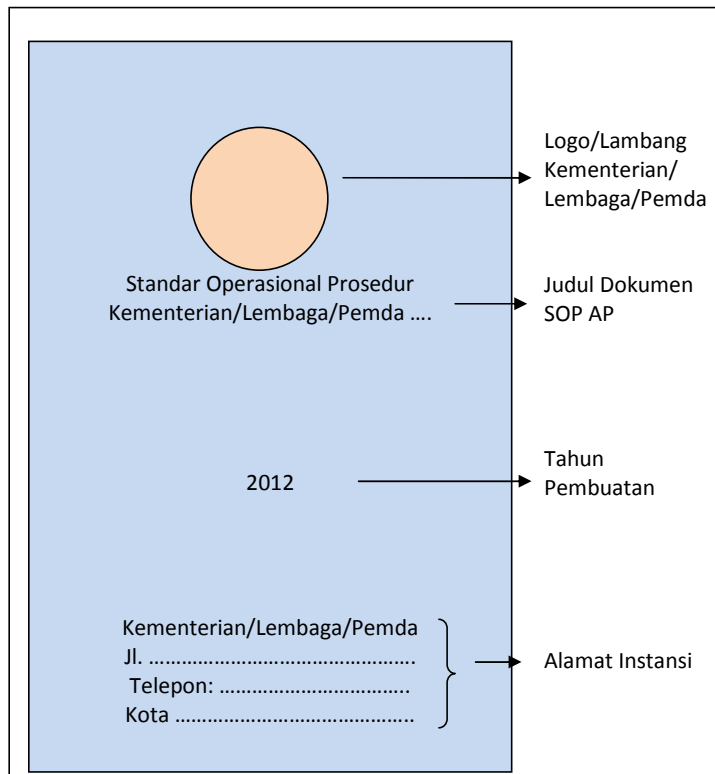 Logo/Lambang
Kementerian/
Lembaga/Pemda
Standar Operasional Prosedur
Kementerian/Lembaga/Pemda ....
Judul Dokumen
SOP AP
2012
Tahun
Pembuatan
Kementerian/Lembaga/Pemda
Jl. ……………………………………….
Telepon: ……………………………..
Kota ……………………………………..
Alamat Instansi